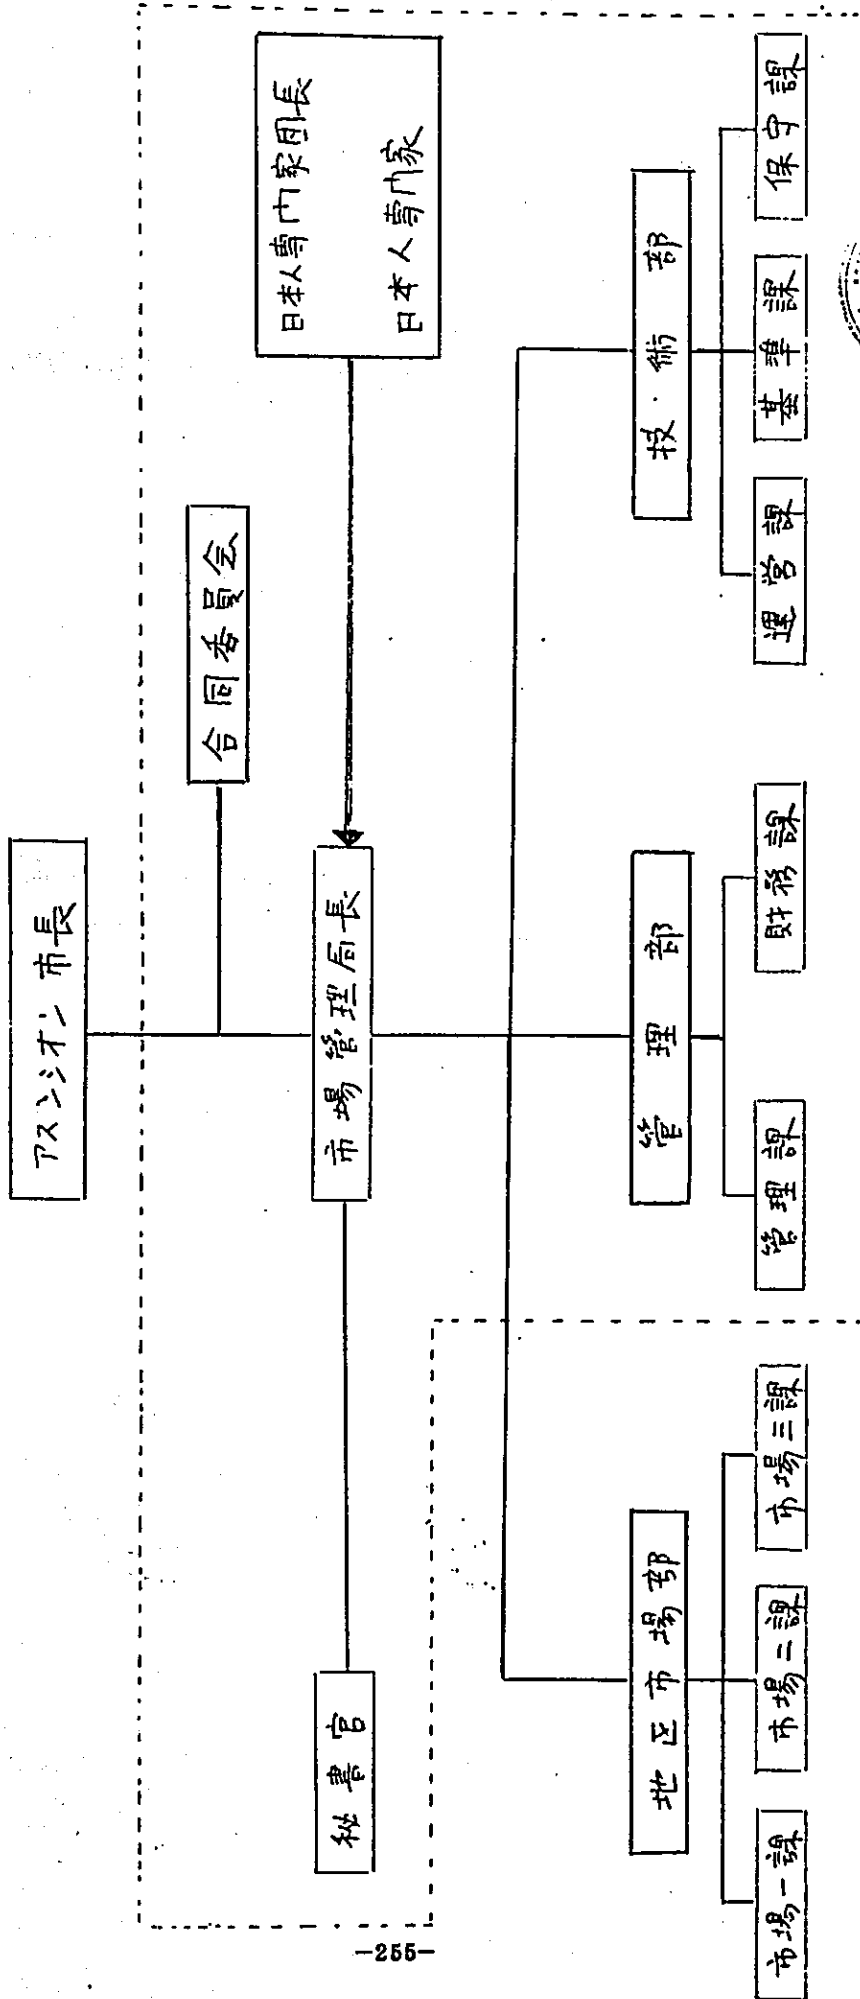 アスンシオン市長
合同委員会
日本人専門家団長
日本人専門家
市場管理局長
秘書官
地区市場部
管理部
技術部
市場一課
市場二課
市場三課
管理課
財務課
運営課
基準課
保守課
-255-